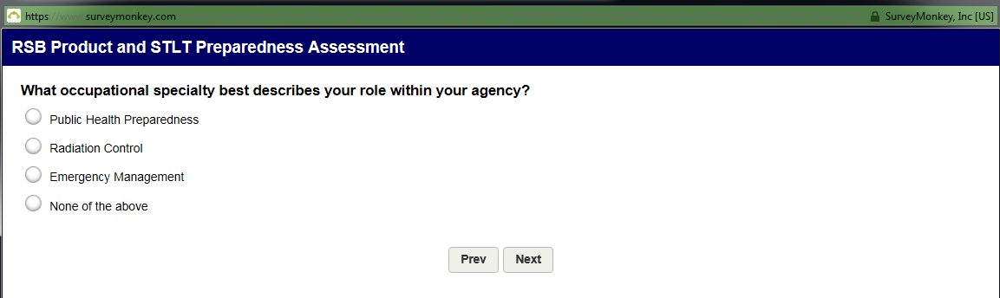 https://www.surveymonkey.com SurveyMonkey, Inc [US]
RSB Product and STLT Preparedness Assessment
What occupational specialty best describes your role within your agency?
Public Health Preparedness
Radiation Control
Emergency Management
None of the above
Prev Next